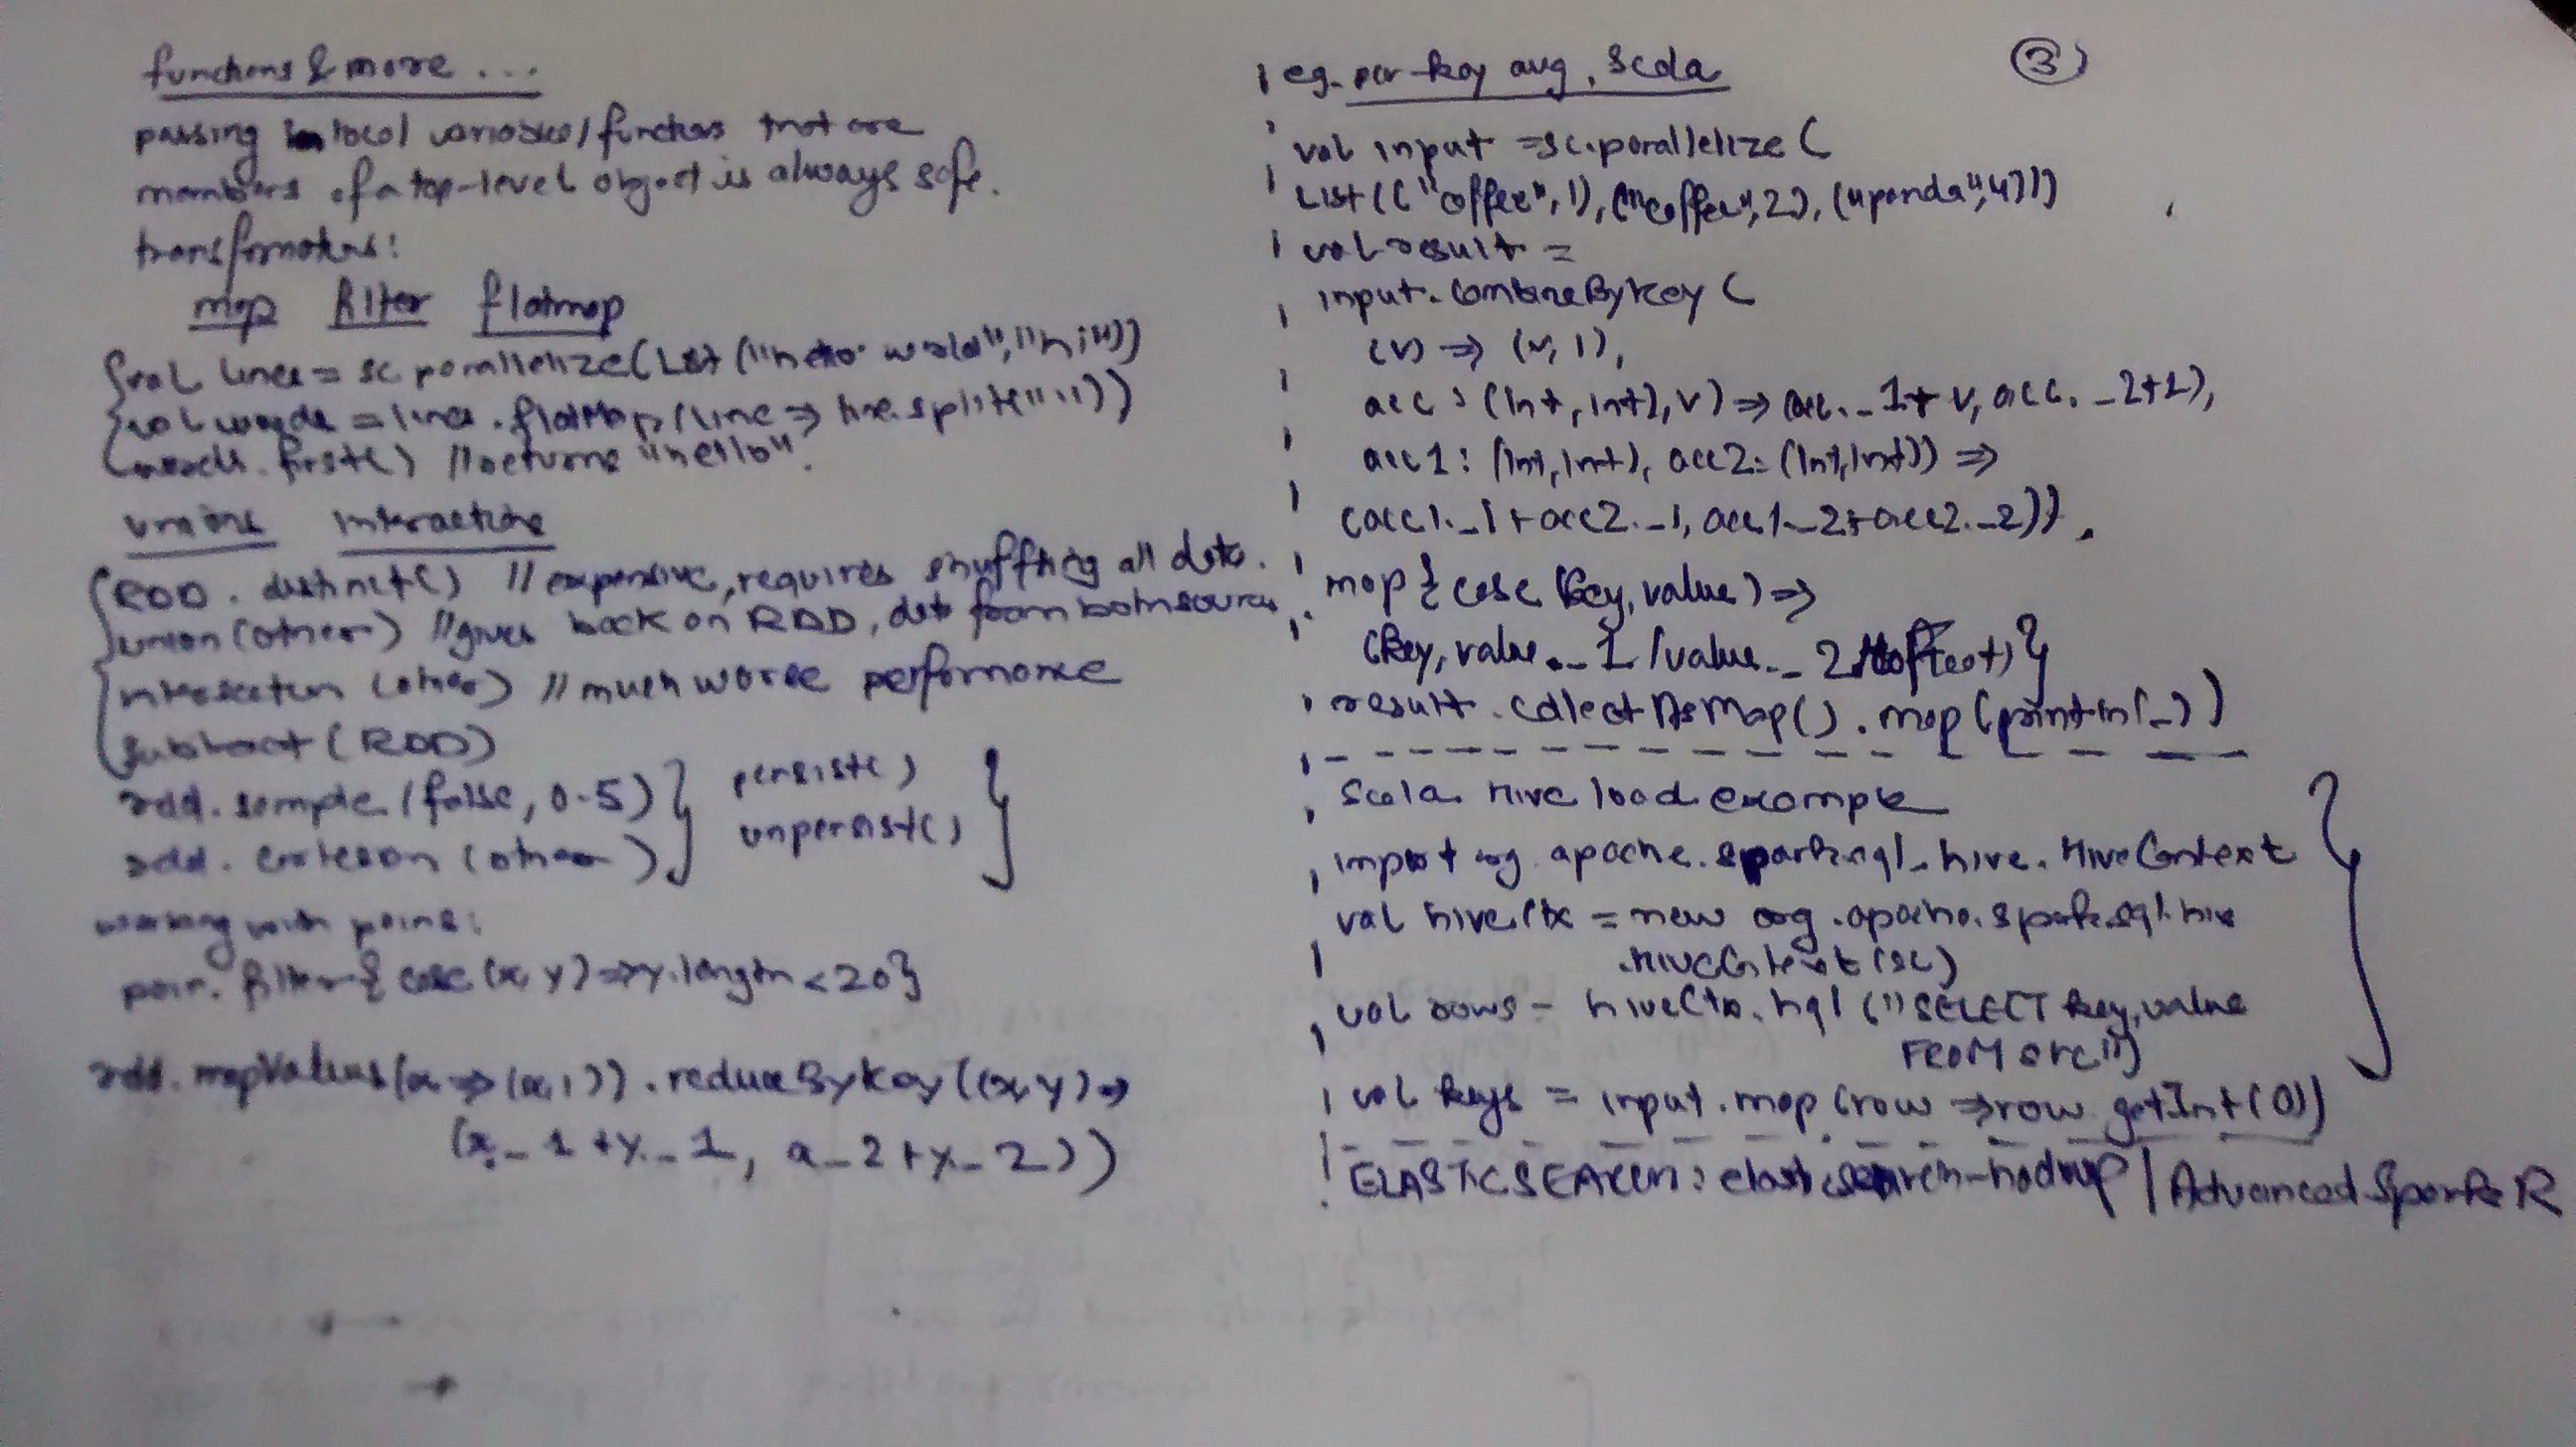 functions & more ...
passing in local variables/functions that are
members of a top-level object is always safe.
transformations:
map filter flatmap
val lines = sc.parallelize(List("hello world","hi"))
val words = lines.flatMap(line => line.split(" "))
words.first() // returns "hello".
unions intersections
RDD.distinct() // expensive, requires shuffling all data.
union(other) // gives back an RDD, data from both sources
intersection (other) // much worse performance
subtract (RDD)
rdd.sample(false, 0.5)
persist()
unpersist()
rdd. cartesian (other)
working with pairs:
pair. filter{ case (x, y) => y.length < 20}
rdd. mapValues(x => (x,1)). reduceByKey((x, y) =>
(x._1 + y._1, x_2 + y_2))
3
eg. per-key avg, Scala
val input = sc.parallelize(
List(("coffee",1),("coffee",2),("panda",4)))
val result =
input.combineByKey(
(v) => (v,1),
acc: (Int, Int), v) => acc._1 + v, acc._2+1),
acc1: (Int, Int), acc2: (Int, Int)) =>
(acc1._1 + acc2._1, acc1._2 + acc2._2)).
map { case (key, value) =>
(key, value._1 / value._2 )}
result.collectAsMap().map(println(_))
Scala Hive load example
import org.apache.spark.sql.hive.HiveContext
val hiveCtx = new org.apache.spark.sql.hive
.HiveContext(sc)
val rows = hiveCtx.hql("SELECT key, value
FROM src")
val keys = input.map(row => row.getInt(0))
ELASTICSEARCH: elasticsearch-hadoop | Advanced Spark R